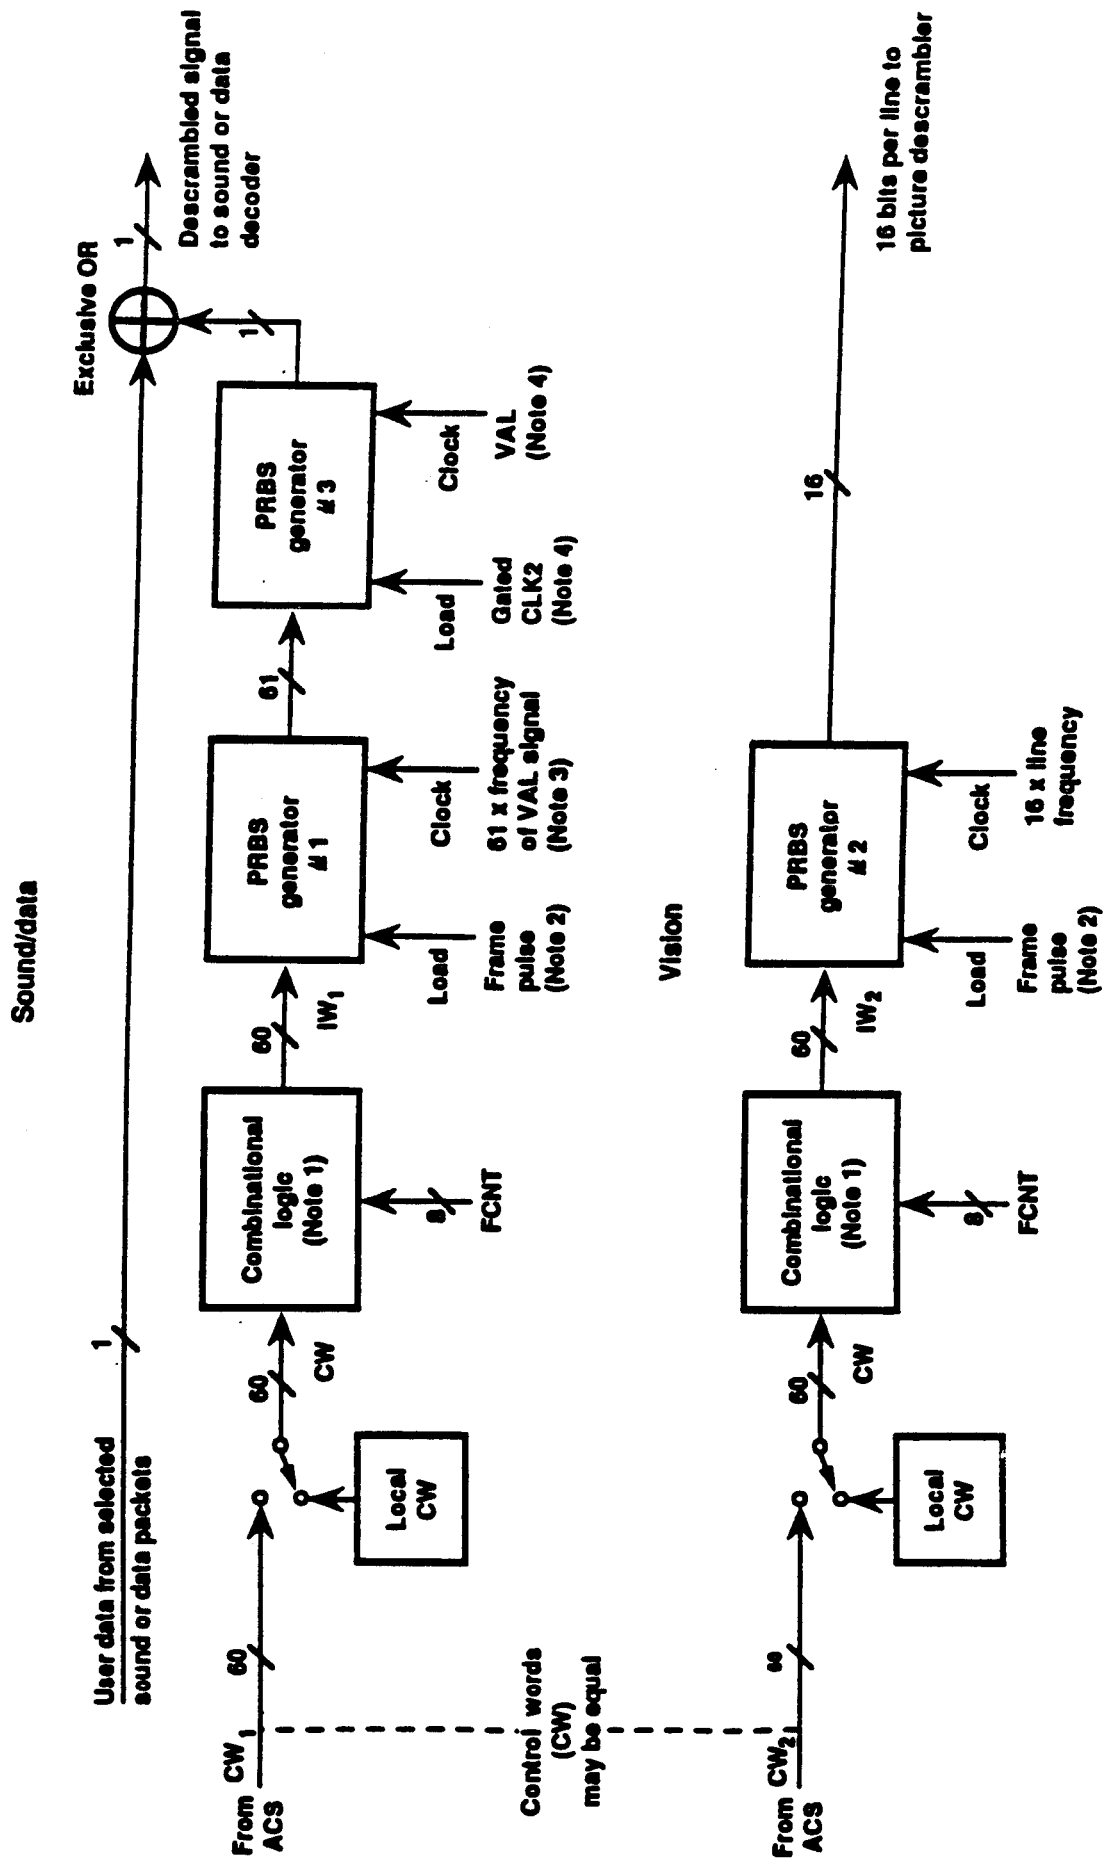 Sound/data
User data from selected
sound or data packets
1
Exclusive OR
1
Descrambled signal
to sound or data
decoder
From
ACS
CW1
60
Local
CW
60
CW
Combinational
logic
(Note 1)
8
FCNT
60
IW1
PRBS
generator
# 1
Load
Frame
pulse
(Note 2)
Clock
61 x frequency
of VAL signal
(Note 3)
61
PRBS
generator
# 3
Load
Gated
CLK2
(Note 4)
Clock
VAL
(Note 4)
1
Control words
(CW)
may be equal
Vision
From
ACS
CW2
60
Local
CW
60
CW
Combinational
logic
(Note 1)
8
FCNT
60
IW2
PRBS
generator
# 2
Load
Frame
pulse
(Note 2)
Clock
16 x line
frequency
16
16 bits per line to
picture descrambler